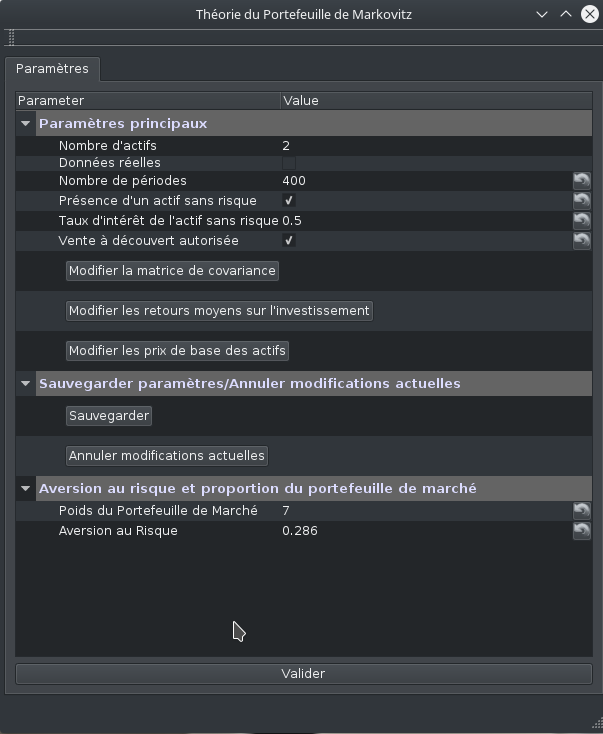 Théorie du Portefeuille de Markovitz
Paramètres
Parameter Value
Paramètres principaux
Nombre d'actifs 2
Données réelles
Nombre de périodes 400
Présence d'un actif sans risque
Taux d'intérêt de l'actif sans risque 0.5
Vente à découvert autorisée
Modifier la matrice de covariance
Modifier les retours moyens sur l'investissement
Modifier les prix de base des actifs
Sauvegarder paramètres/Annuler modifications actuelles
Sauvegarder
Annuler modifications actuelles
Aversion au risque et proportion du portefeuille de marché
Poids du Portefeuille de Marché 7
Aversion au Risque 0.286
Valider